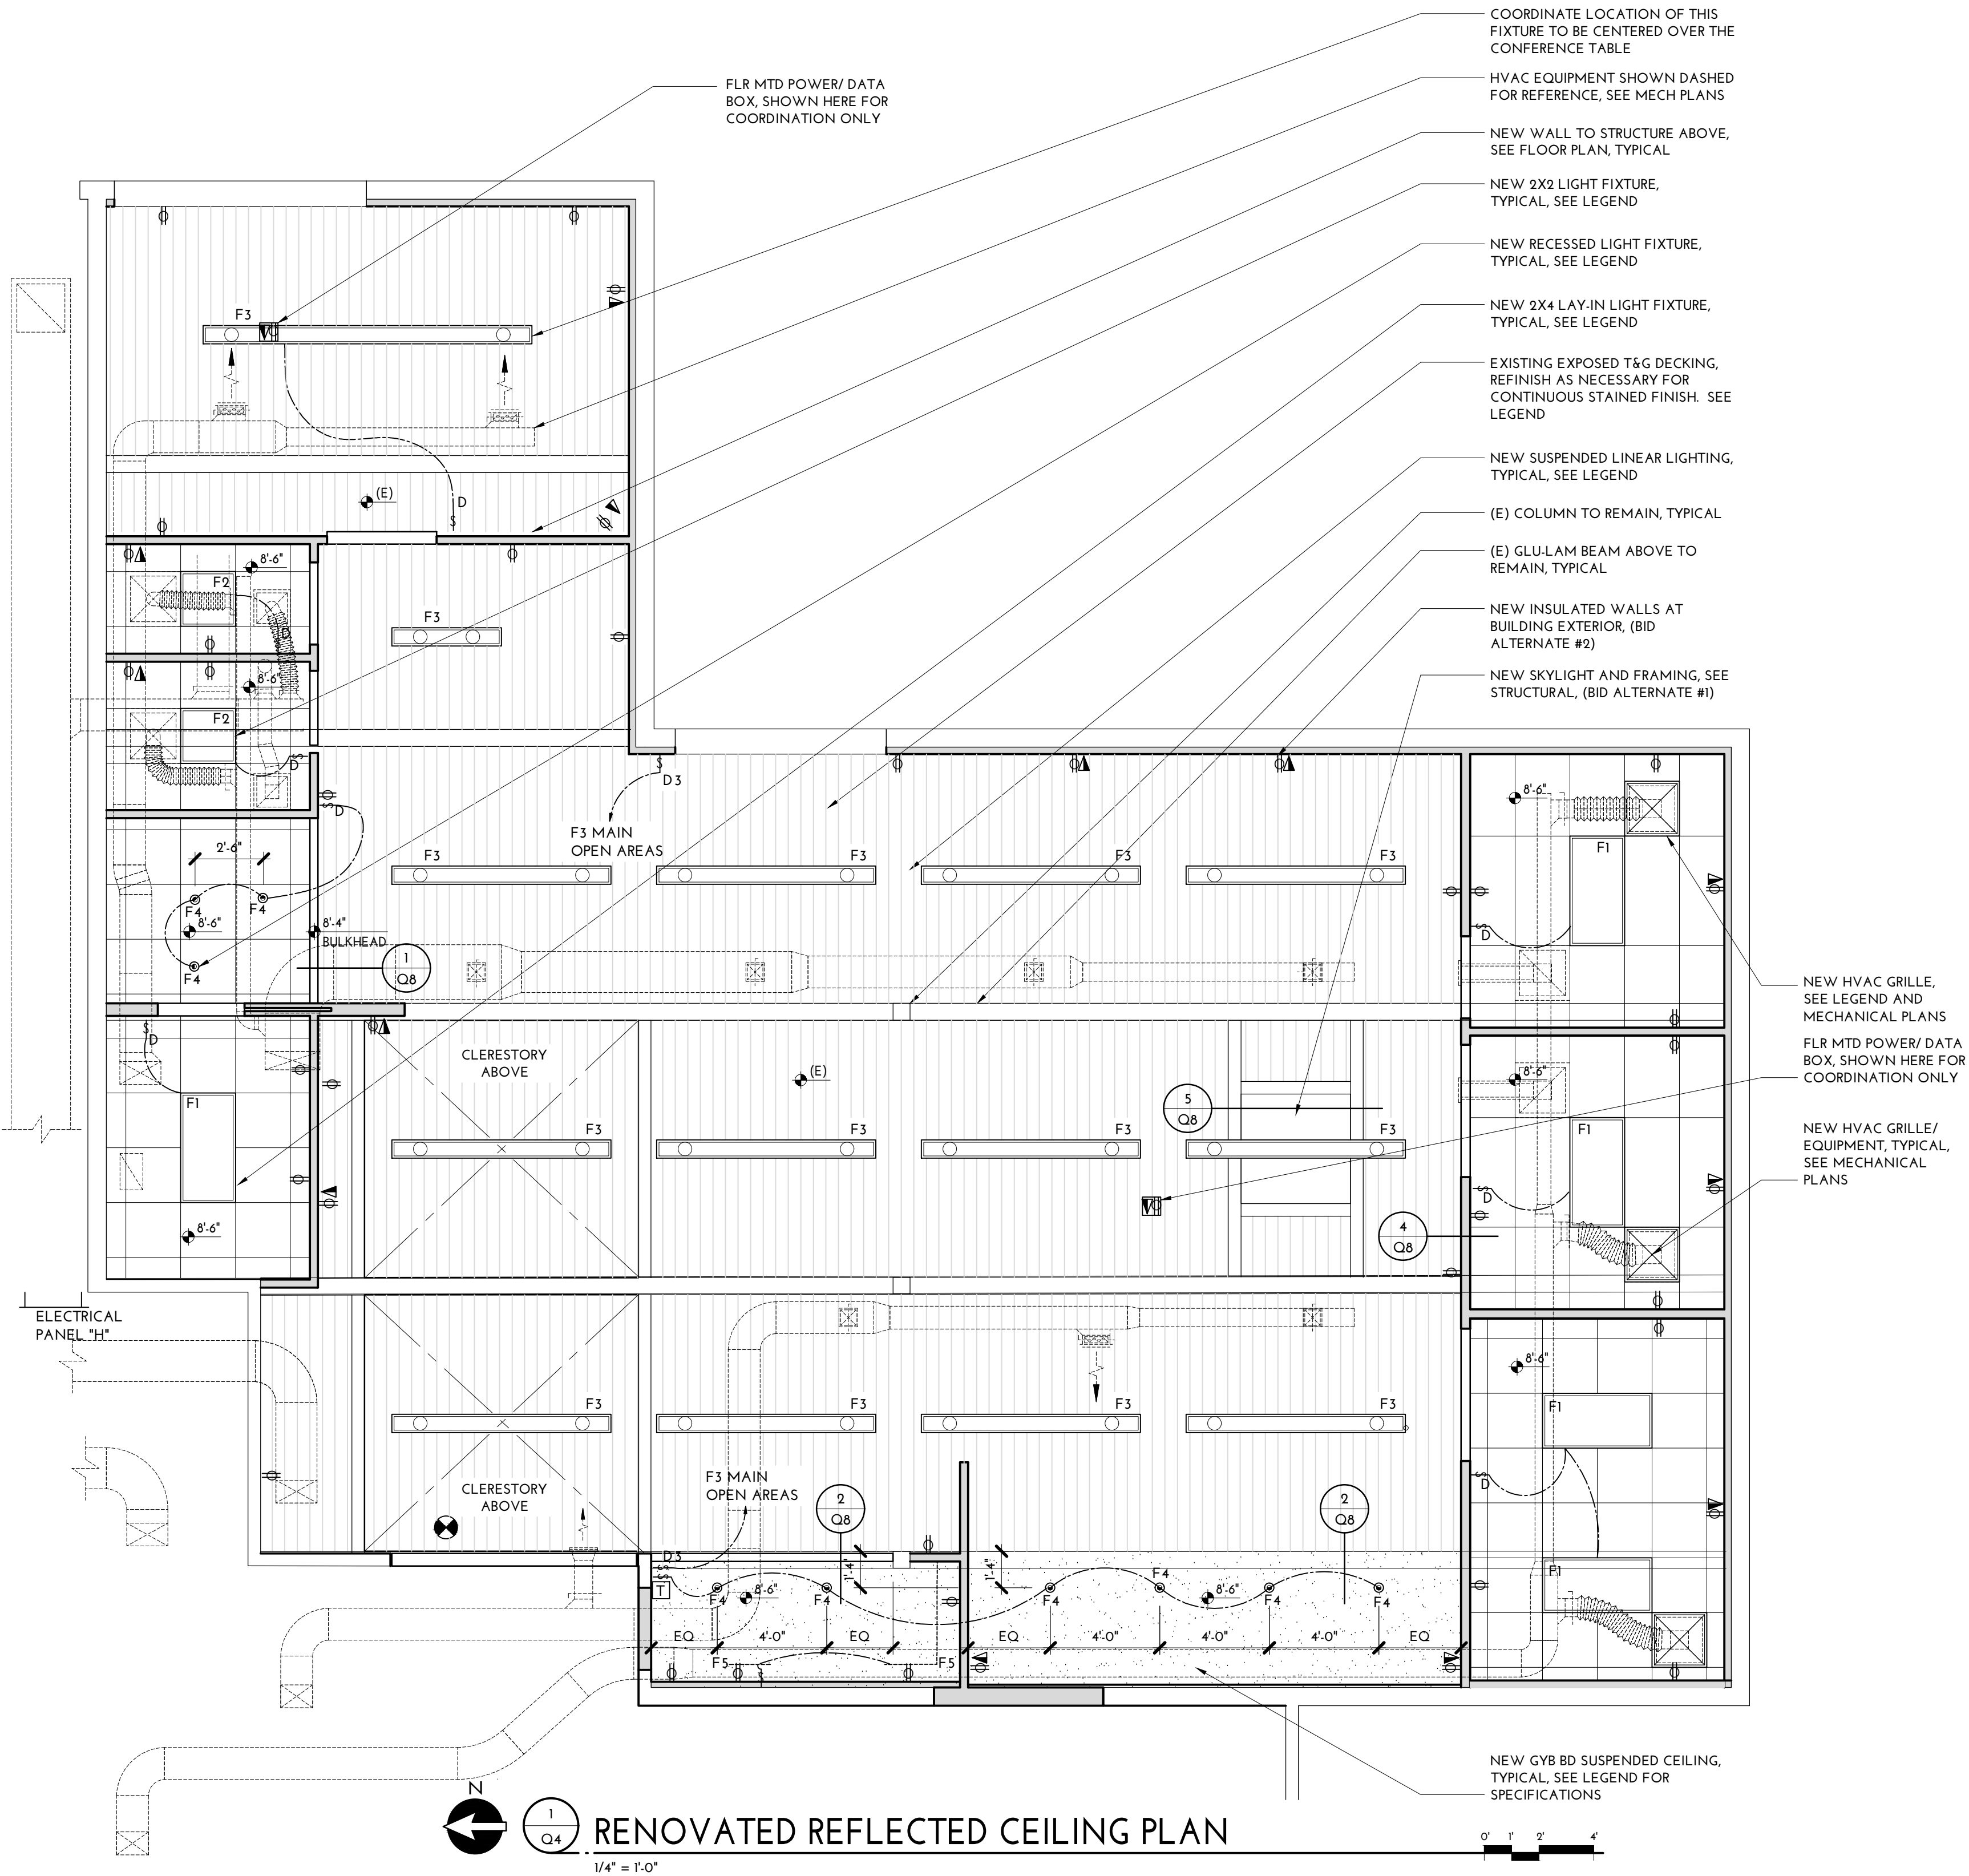 COORDINATE LOCATION OF THIS
FIXTURE TO BE CENTERED OVER THE
CONFERENCE TABLE
FLR MTD POWER/ DATA
BOX, SHOWN HERE FOR
COORDINATION ONLY
HVAC EQUIPMENT SHOWN DASHED
FOR REFERENCE, SEE MECH PLANS
NEW WALL TO STRUCTURE ABOVE,
SEE FLOOR PLAN, TYPICAL
NEW 2X2 LIGHT FIXTURE,
TYPICAL, SEE LEGEND
NEW RECESSED LIGHT FIXTURE,
TYPICAL, SEE LEGEND
NEW 2X4 LAY-IN LIGHT FIXTURE,
TYPICAL, SEE LEGEND
EXISTING EXPOSED T&G DECKING,
REFINISH AS NECESSARY FOR
CONTINUOUS STAINED FINISH. SEE
LEGEND
NEW SUSPENDED LINEAR LIGHTING,
TYPICAL, SEE LEGEND
(E) COLUMN TO REMAIN, TYPICAL
(E) GLU-LAM BEAM ABOVE TO
REMAIN, TYPICAL
NEW INSULATED WALLS AT
BUILDING EXTERIOR, (BID
ALTERNATE #2)
NEW SKYLIGHT AND FRAMING, SEE
STRUCTURAL, (BID ALTERNATE #1)
F3
(E)
D
S
8'-6"
F2
D
F3
8'-6"
F2
S
D
S
D3
F3 MAIN
OPEN AREAS
S
D
2'-6"
F4
F4
8'-6"
F4
8'-4"
BULKHEAD
1
Q8
F3
F3
F3
F3
8'-6"
F1
S
D
NEW HVAC GRILLE,
SEE LEGEND AND
MECHANICAL PLANS
FLR MTD POWER/ DATA
BOX, SHOWN HERE FOR
COORDINATION ONLY
NEW HVAC GRILLE/
EQUIPMENT, TYPICAL,
SEE MECHANICAL
PLANS
S
D
F1
8'-6"
CLERESTORY
ABOVE
(E)
5
Q8
F3
F3
F3
F3
4
Q8
8'-6"
F1
S
D
ELECTRICAL
PANEL "H"
F3
F3
F3
F3
CLERESTORY
ABOVE
F3 MAIN
OPEN AREAS
2
Q8
2
Q8
8'-6"
F1
S
D
F1
D3
S
S
T
F4
8'-6"
F4
1'-4"
1'-4"
F4
F4
8'-6"
F4
F4
EQ
4'-0"
EQ
EQ
4'-0"
4'-0"
4'-0"
EQ
F5
S
F5
NEW GYB BD SUSPENDED CEILING,
TYPICAL, SEE LEGEND FOR
SPECIFICATIONS
N
1
Q4
RENOVATED REFLECTED CEILING PLAN
1/4" = 1'-0"
0' 1' 2' 4'